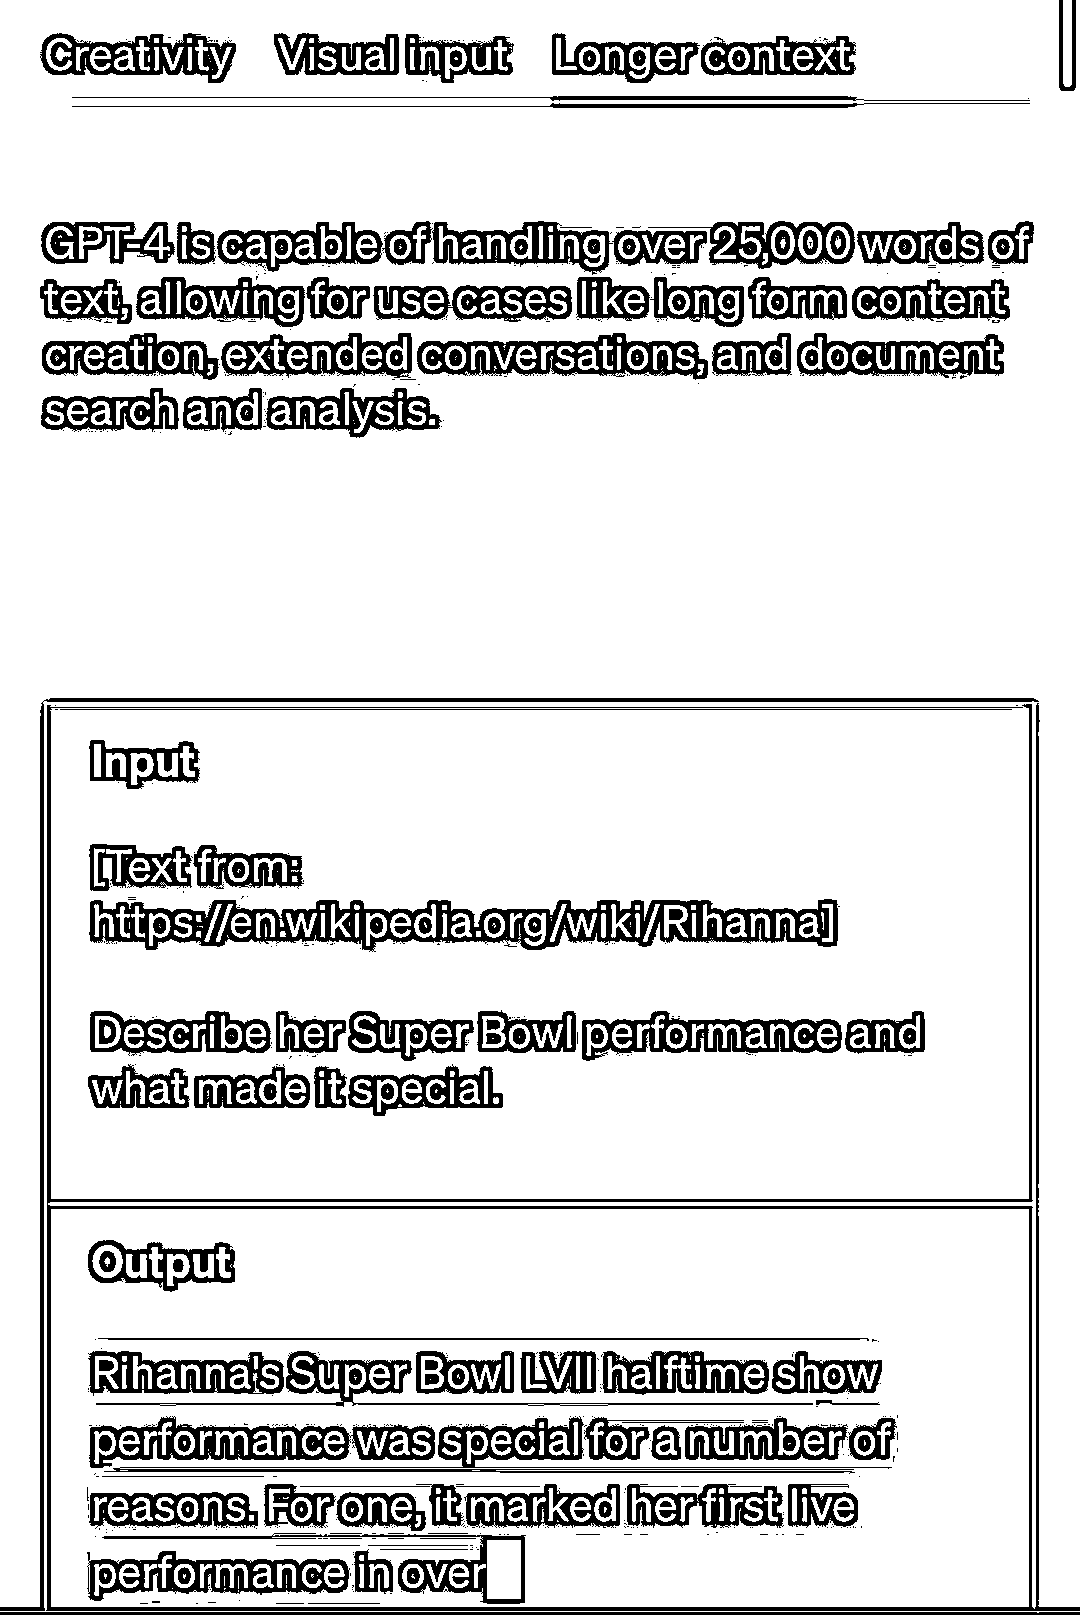 Creativity Visual input Longer context
GPT-4 is capable of handling over 25,000 words of
text, allowing for use cases like long form content
creation, extended conversations, and document
search and analysis.
Input
[Text from:
https://en.wikipedia.org/wiki/Rihanna]
Describe her Super Bowl performance and
what made it special.
Output
Rihanna's Super Bowl LVII halftime show
performance was special for a number of
reasons. For one, it marked her first live
performance in over